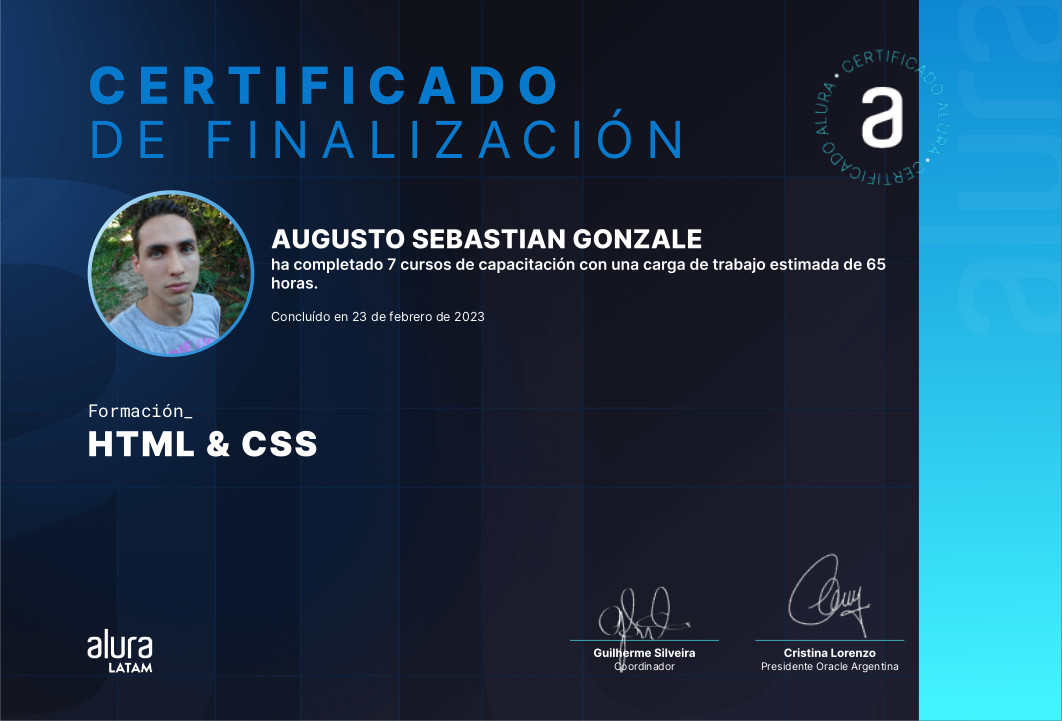 CERTIFICADO
DE FINALIZACIÓN
CERTIFICADO ALURA • CERTIFICADO ALURA •
a
alura
AUGUSTO SEBASTIAN GONZALE
ha completado 7 cursos de capacitación con una carga de trabajo estimada de 65
horas.
Concluído en 23 de febrero de 2023
Formación_
HTML & CSS
alura
LATAM
Guilherme Silveira
Coordinador
Cristina Lorenzo
Presidente Oracle Argentina